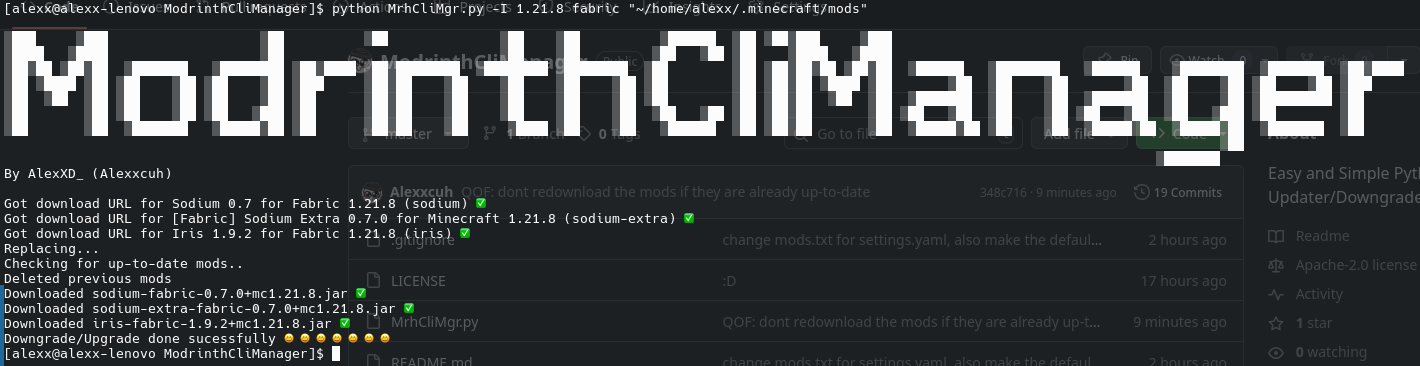 [alexx@alexx-lenovo ModrinthCliManager]$ python MrhCliMgr.py -I 1.21.8 fabric "~/home/alexx/.minecraft/mods"
ModrinthCliManager
ModrinthCliManager Public
Pin
Watch 0
master
1 Branch
0 Tags
Go to file
Add file
Code
About
By AlexXD_ (Alexxcuh)
Alexxcuh QOF: dont redownload the mods if they are already up-to-date
348c716 · 9 minutes ago
19 Commits
Easy and Simple Pyt
Updater/Downgrade
Got download URL for Sodium 0.7 for Fabric 1.21.8 (sodium) ✅
Got download URL for [Fabric] Sodium Extra 0.7.0 for Minecraft 1.21.8 (sodium-extra) ✅
Got download URL for Iris 1.9.2 for Fabric 1.21.8 (iris) ✅
Replacing...
Checking for up-to-date mods..
Deleted previous mods
Downloaded sodium-fabric-0.7.0+mc1.21.8.jar ✅
Downloaded sodium-extra-fabric-0.7.0+mc1.21.8.jar ✅
Downloaded iris-fabric-1.9.2+mc1.21.8.jar ✅
Downgrade/Upgrade done sucessfully 😄😄😄😄😄😄😄
[alexx@alexx-lenovo ModrinthCliManager]$
.gitignore
change mods.txt for settings.yaml, also make the defaul...
2 hours ago
LICENSE
:D
17 hours ago
MrhCliMgr.py
QOF: dont redownload the mods if they are already up-t...
9 minutes ago
README.md
change mods.txt for settings.yaml, also make the defaul...
2 hours ago
Readme
Apache-2.0 license
Activity
1 star
0 watching